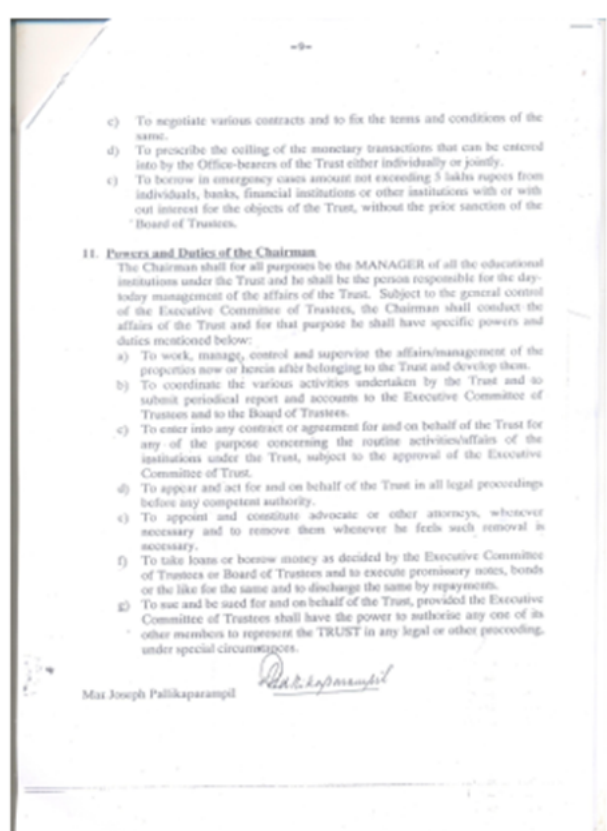 -9-
c) To negotiate various contracts and to fix the terms and conditions of the
same.
d) To prescribe the ceiling of the monetary transactions that can be entered
into by the Office-bearers of the Trust either individually or jointly.
e) To borrow in emergency cases amount not exceeding 5 lakhs rupees from
individuals, banks, financial institutions or other institutions with or with
out interest for the objects of the Trust, without the prior sanction of the
Board of Trustees.
11. Powers and Duties of the Chairman
The Chairman shall for all purposes be the MANAGER of all the educational
institutions under the Trust and he shall be the person responsible for the day-
today management of the affairs of the Trust. Subject to the general control
of the Executive Committee of Trustees, the Chairman shall conduct the
affairs of the Trust and for that purpose he shall have specific powers and
duties mentioned below:
a) To work, manage, control and supervise the affairs/management of the
properties now or herein after belonging to the Trust and develop them.
b) To coordinate the various activities undertaken by the Trust and to
submit periodical report and accounts to the Executive Committee of
Trustees and to the Board of Trustees.
c) To enter into any contract or agreement for and on behalf of the Trust for
any of the purpose concerning the routine activities/affairs of the
institutions under the Trust, subject to the approval of the Executive
Committee of Trust.
d) To appear and act for and on behalf of the Trust in all legal proceedings
before any competent authority.
e) To appoint and constitute advocate or other attorneys, whenever
necessary and to remove them whenever he feels such removal is
necessary.
f) To take loans or borrow money as decided by the Executive Committee
of Trustees or Board of Trustees and to execute promissory notes, bonds
or the like for the same and to discharge the same by repayments.
g) To sue and be sued for and on behalf of the Trust, provided the Executive
Committee of Trustees shall have the power to authorise any one of its
other members to represent the TRUST in any legal or other proceeding,
under special circumstances.
Mar Joseph Pallikaparampil